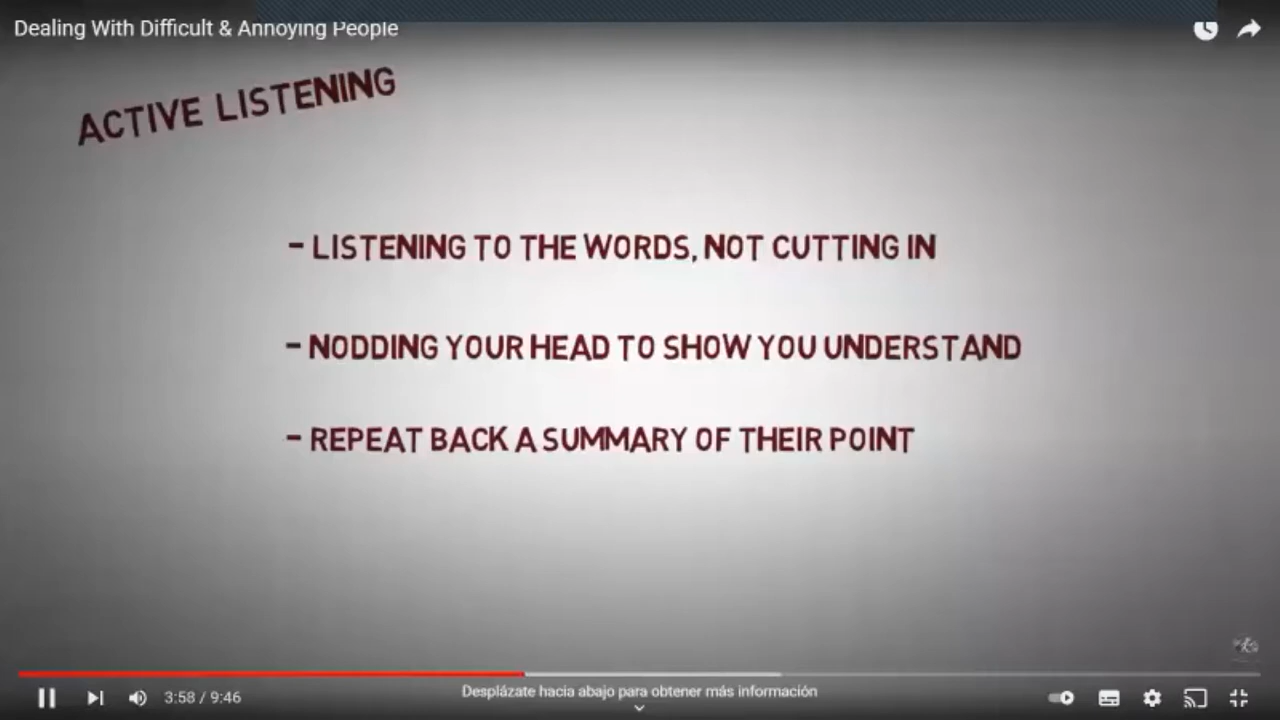 Dealing With Difficult & Annoying People
ACTIVE LISTENING
- LISTENING TO THE WORDS, NOT CUTTING IN
- NODDING YOUR HEAD TO SHOW YOU UNDERSTAND
- REPEAT BACK A SUMMARY OF THEIR POINT
3:58 / 9:46
Desplázate hacia abajo para obtener más información